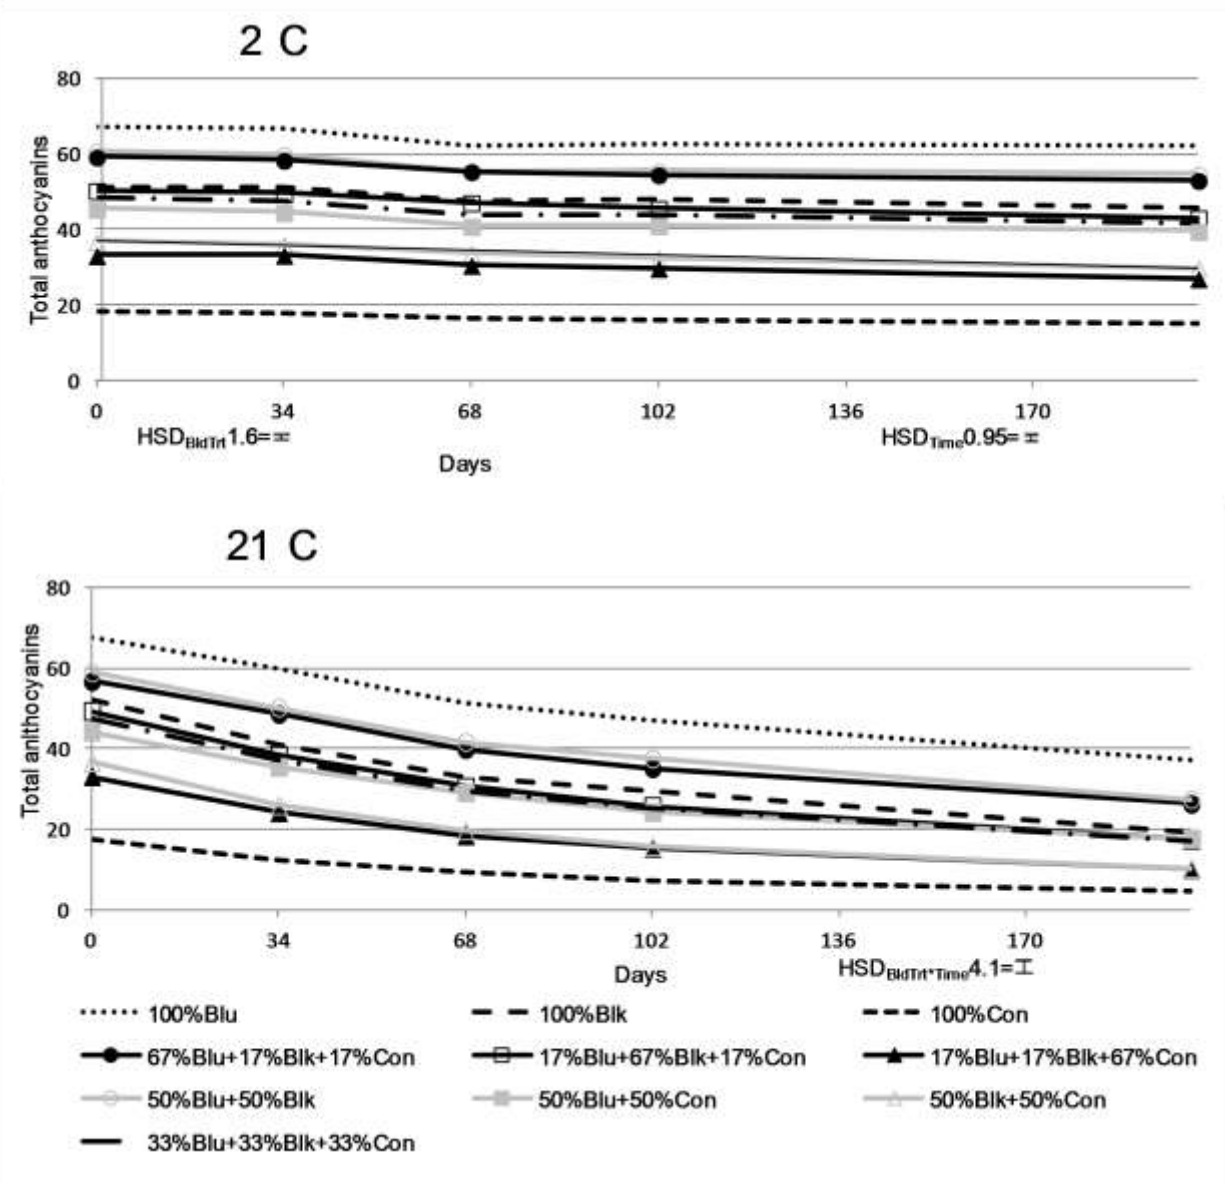 2 C
Total anthocyanins
80
60
40
20
0
0 34 68 102 136 170
HSDBldTrt1.6= HSDTime0.95=
Days
21 C
Total anithocyanins
80
60
40
20
0
0 34 68 102 136 170
Days HSDBldTrt*Time4.1=
100%Blu 100%Blk 100%Con
67%Blu+17%Blk+17%Con 17%Blu+67%Blk+17%Con 17%Blu+17%Blk+67%Con
50%Blu+50%Blk 50%Blu+50%Con 50%Blk+50%Con
33%Blu+33%Blk+33%Con